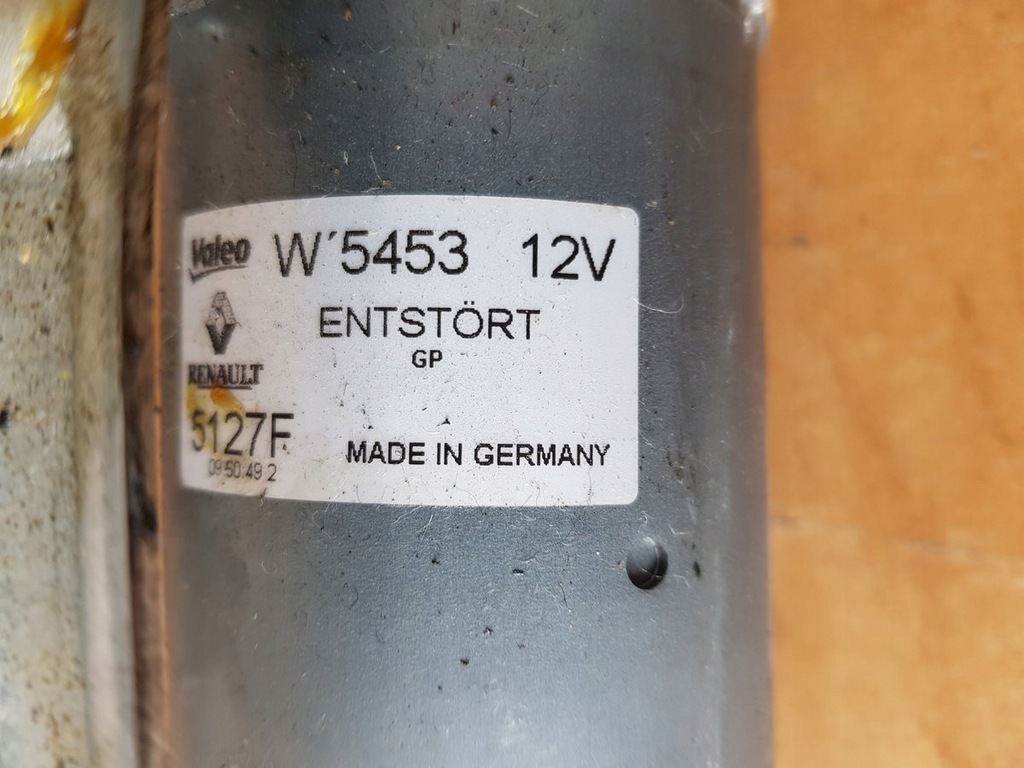 Valeo W´5453 12V
ENTSTÖRT
GP
RENAULT
5127F
MADE IN GERMANY
09:50:49 2